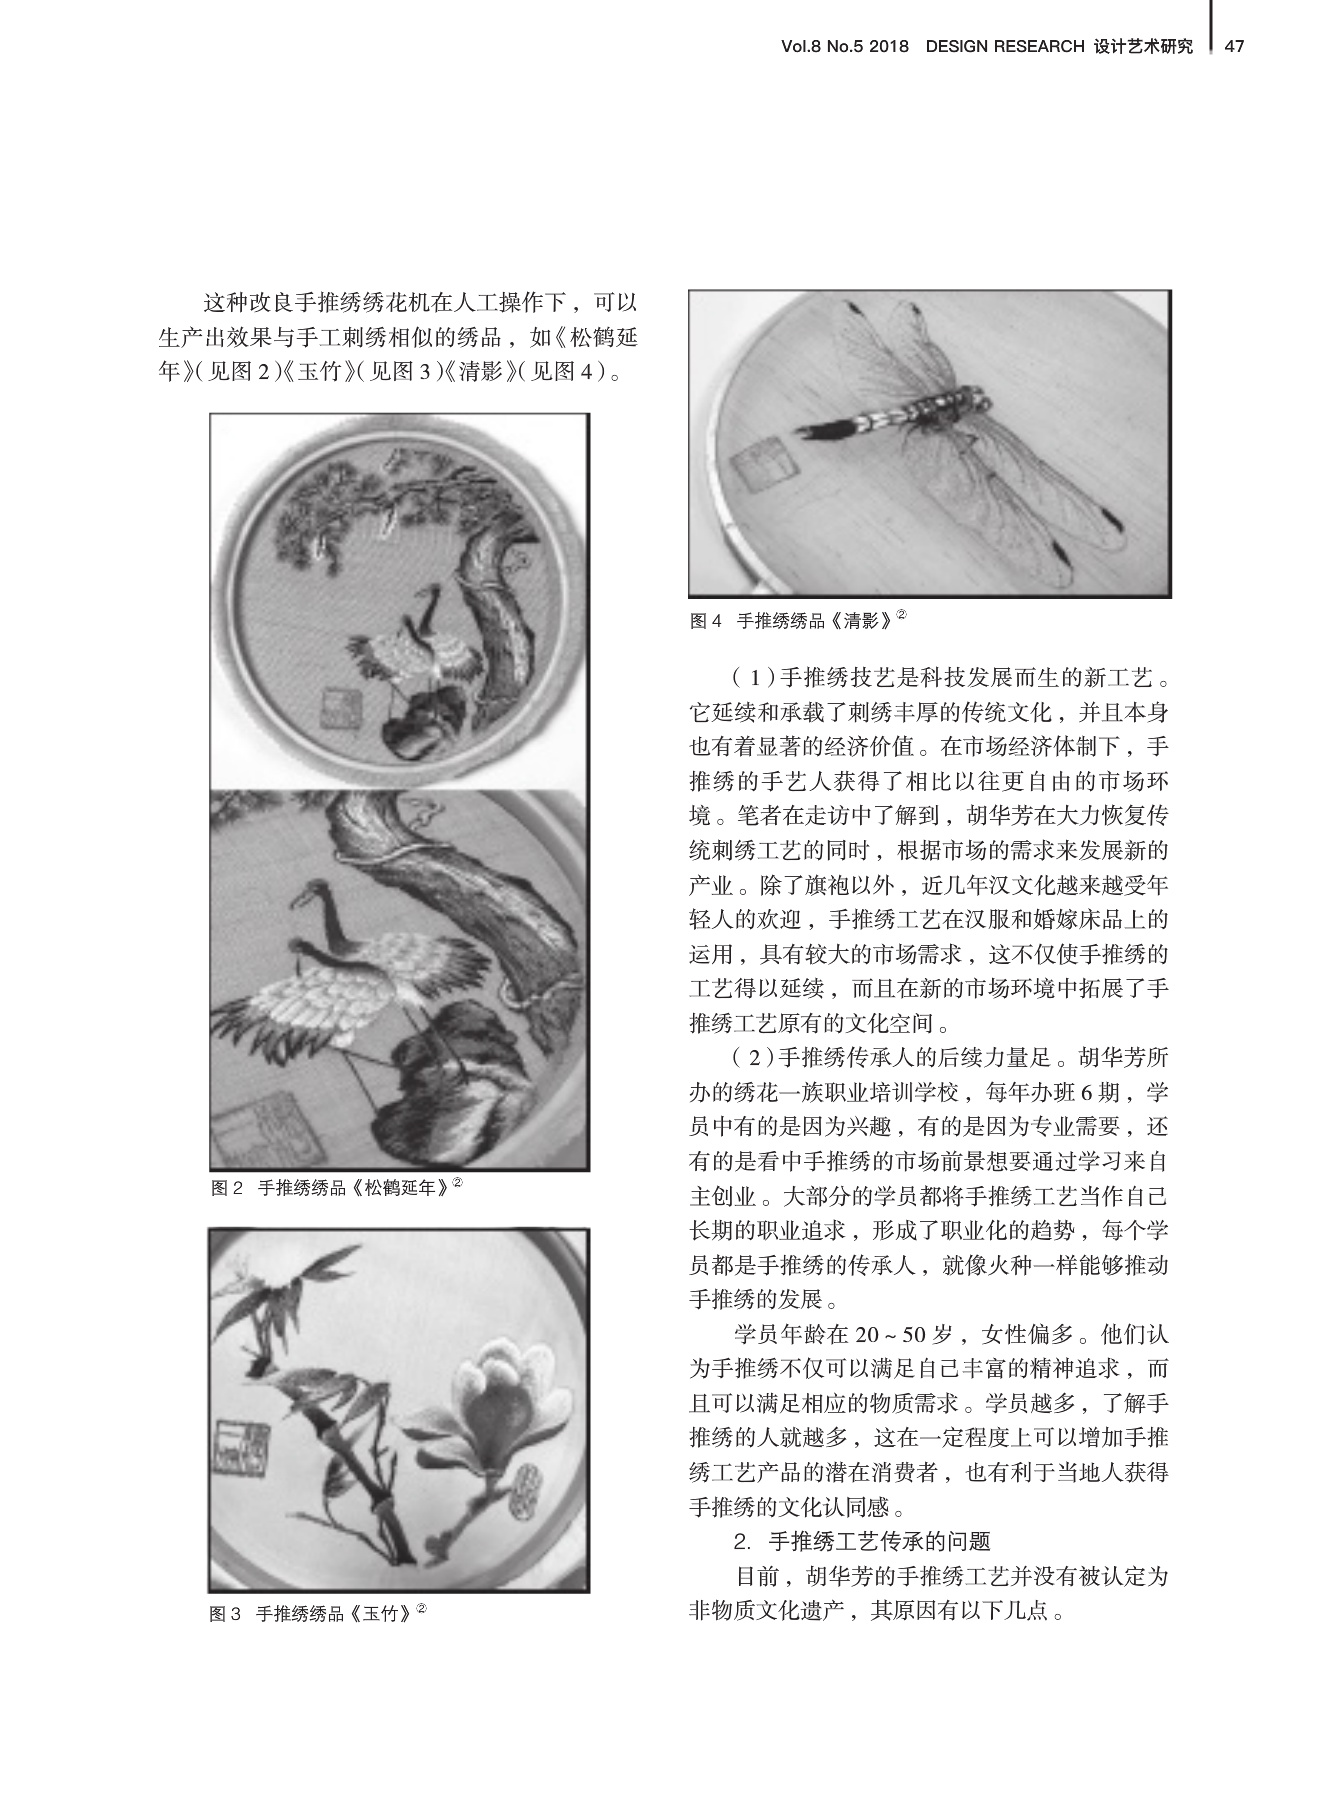 Vol.8 No.5 2018 DESIGN RESEARCH 设计艺术研究 47
这种改良手推绣绣花机在人工操作下，可以
生产出效果与手工刺绣相似的绣品，如《松鹤延
年》（见图 2）《玉竹》（见图 3）《清影》（见图 4）。
图 2 手推绣绣品《松鹤延年》②
图 3 手推绣绣品《玉竹》②
图 4 手推绣绣品《清影》②
（1）手推绣技艺是科技发展而生的新工艺。
它延续和承载了刺绣丰厚的传统文化，并且本身
也有着显著的经济价值。在市场经济体制下，手
推绣的手艺人获得了相比以往更自由的市场环
境。笔者在走访中了解到，胡华芳在大力恢复传
统刺绣工艺的同时，根据市场的需求来发展新的
产业。除了旗袍以外，近几年汉文化越来越受年
轻人的欢迎，手推绣工艺在汉服和婚嫁床品上的
运用，具有较大的市场需求，这不仅使手推绣的
工艺得以延续，而且在新的市场环境中拓展了手
推绣工艺原有的文化空间。
（2）手推绣传承人的后续力量足。胡华芳所
办的绣花一族职业培训学校，每年办班 6 期，学
员中有的是因为兴趣，有的是因为专业需要，还
有的是看中手推绣的市场前景想要通过学习来自
主创业。大部分的学员都将手推绣工艺当作自己
长期的职业追求，形成了职业化的趋势，每个学
员都是手推绣的传承人，就像火种一样能够推动
手推绣的发展。
学员年龄在 20 ~ 50 岁，女性偏多。他们认
为手推绣不仅可以满足自己丰富的精神追求，而
且可以满足相应的物质需求。学员越多，了解手
推绣的人就越多，这在一定程度上可以增加手推
绣工艺产品的潜在消费者，也有利于当地人获得
手推绣的文化认同感。
2. 手推绣工艺传承的问题
目前，胡华芳的手推绣工艺并没有被认定为
非物质文化遗产，其原因有以下几点。